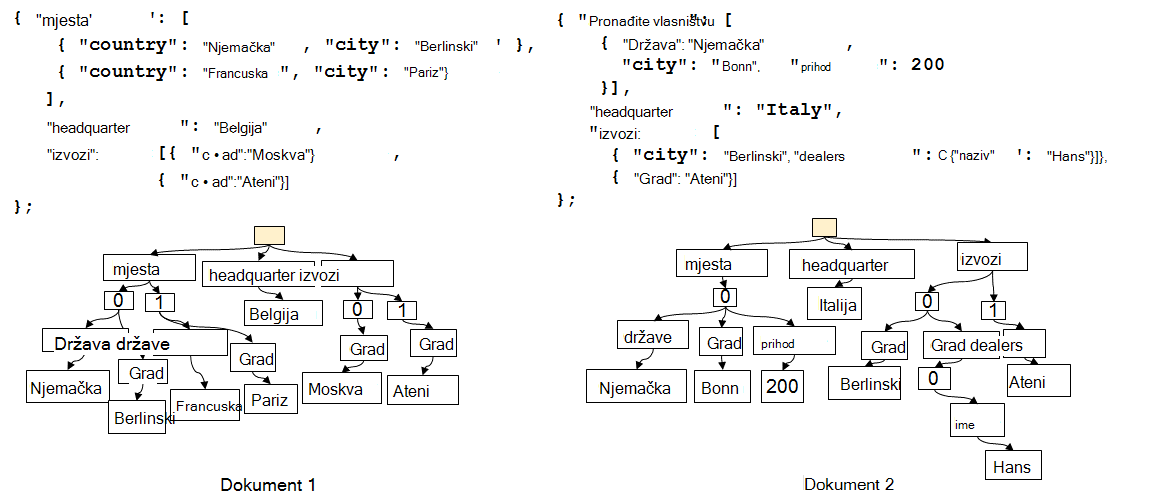 { "mjesta' ': [
{ "country": "Njemačka" , "city": "Berlinski" ' },
{ "country": "Francuska ", "city": "Pariz"}
],
"headquarter ": "Belgija" ,
"izvozi": [{ "c • ad":"Moskva"} ,
{ "c • ad":"Ateni"}]
};
mjesta
headquarter izvozi
0 1
Belgija
0 1
Država države
Grad
Grad
Grad
Grad
Njemačka
Berlinski
Francuska
Pariz
Moskva
Ateni
Dokument 1
{ "Pronađite vlasništvu ": [
{ "Država": "Njemačka" ,
"city": "Bonn", "prihod ": 200
}],
"headquarter ": "Italy",
"izvozi: [
{ "city": "Berlinski", "dealers ": C {"naziv" ': "Hans"}]},
{ "Grad": "Ateni"}]
};
mjesta
headquarter
izvozi
0
Italija
0
1
države
Grad
prihod
Grad
Grad dealers
Njemačka
Bonn
200
Berlinski
0
Ateni
ime
Hans
Dokument 2